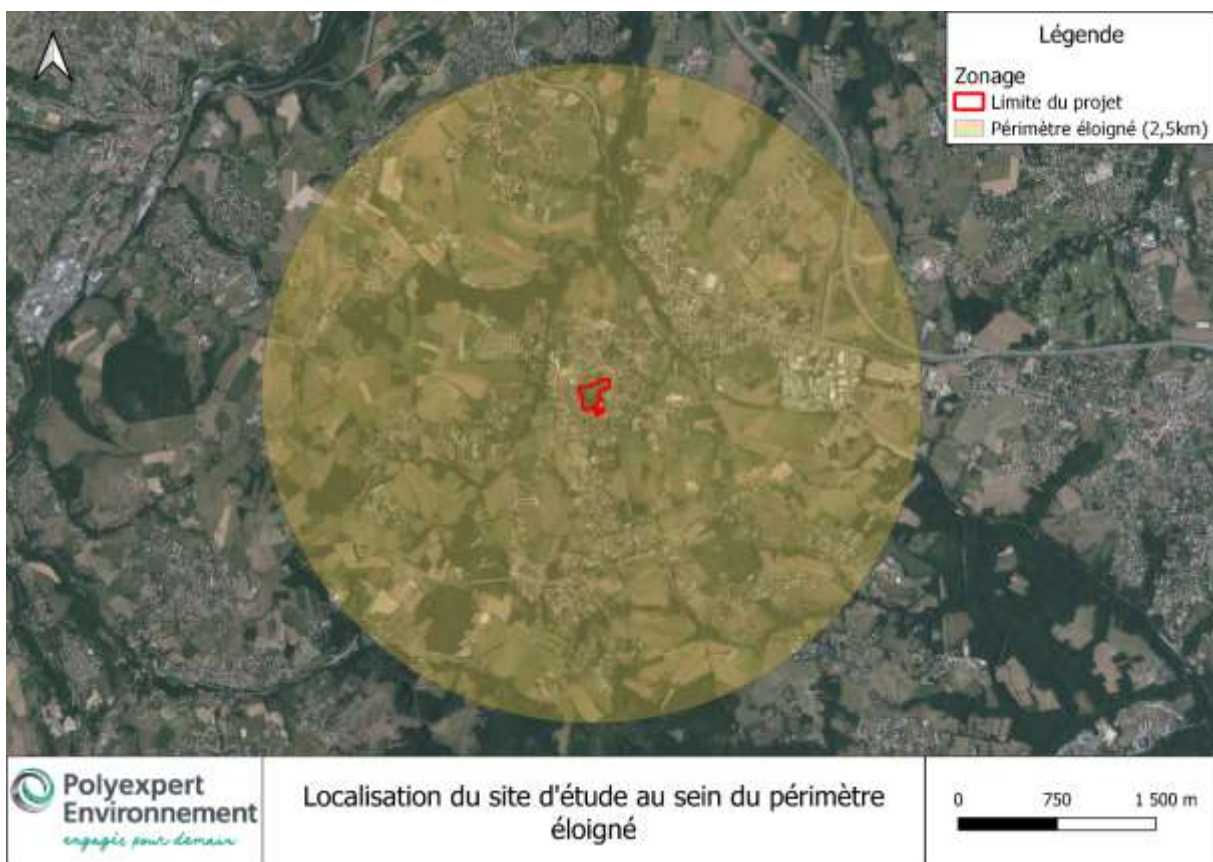 Légende
Zonage
Limite du projet
Périmètre éloigné (2,5km)
Polyexpert
Environnement
engagés pour demain
Localisation du site d'étude au sein du périmètre
éloigné
0 750 1 500 m